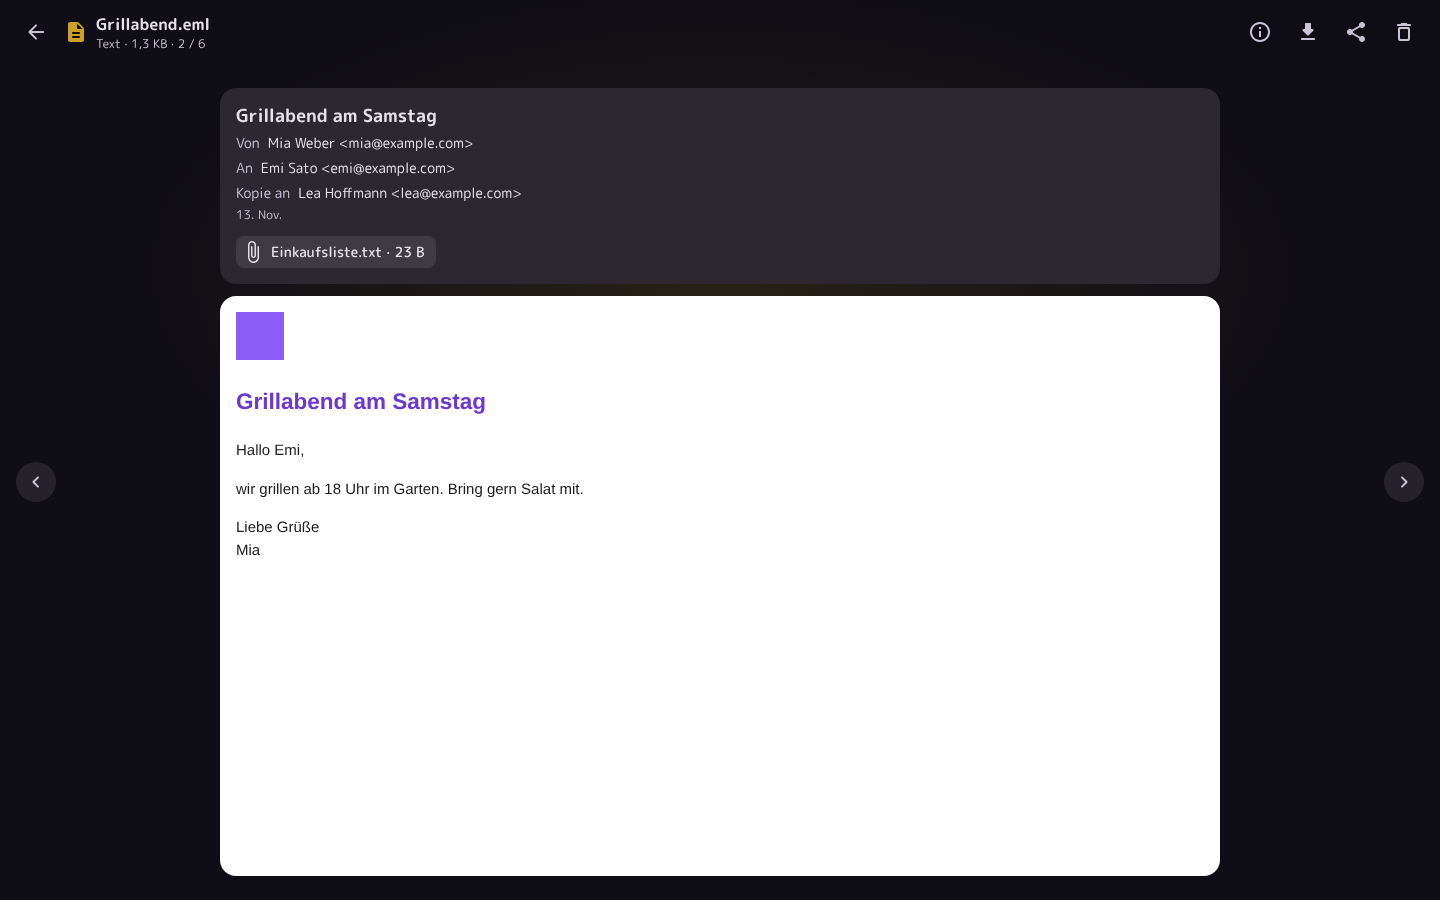 Grillabend.eml
Text · 1,3 KB · 2 / 6
Grillabend am Samstag
Von Mia Weber <mia@example.com>
An Emi Sato <emi@example.com>
Kopie an Lea Hoffmann <lea@example.com>
13. Nov.
Einkaufsliste.txt · 23 B
Grillabend am Samstag
Hallo Emi,
wir grillen ab 18 Uhr im Garten. Bring gern Salat mit.
Liebe Grüße
Mia